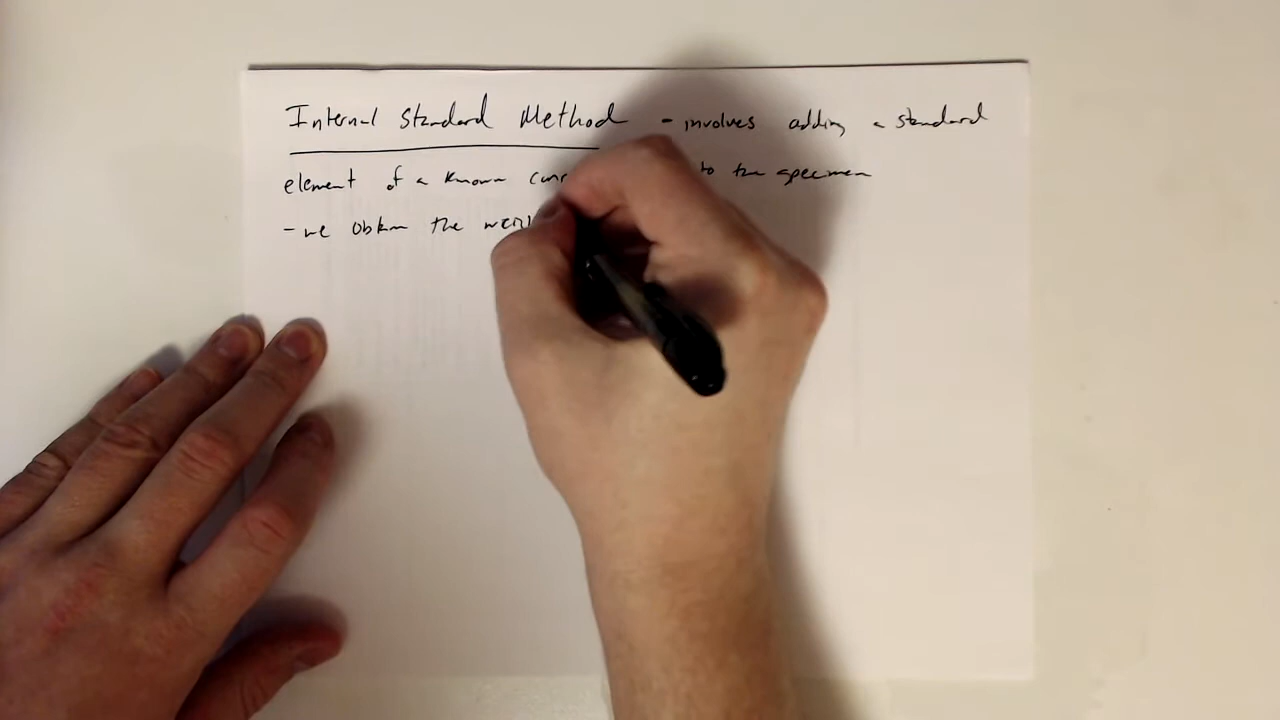 Internal Standard Method - involves adding a standard
element of a known to the specimen
- we obtain the